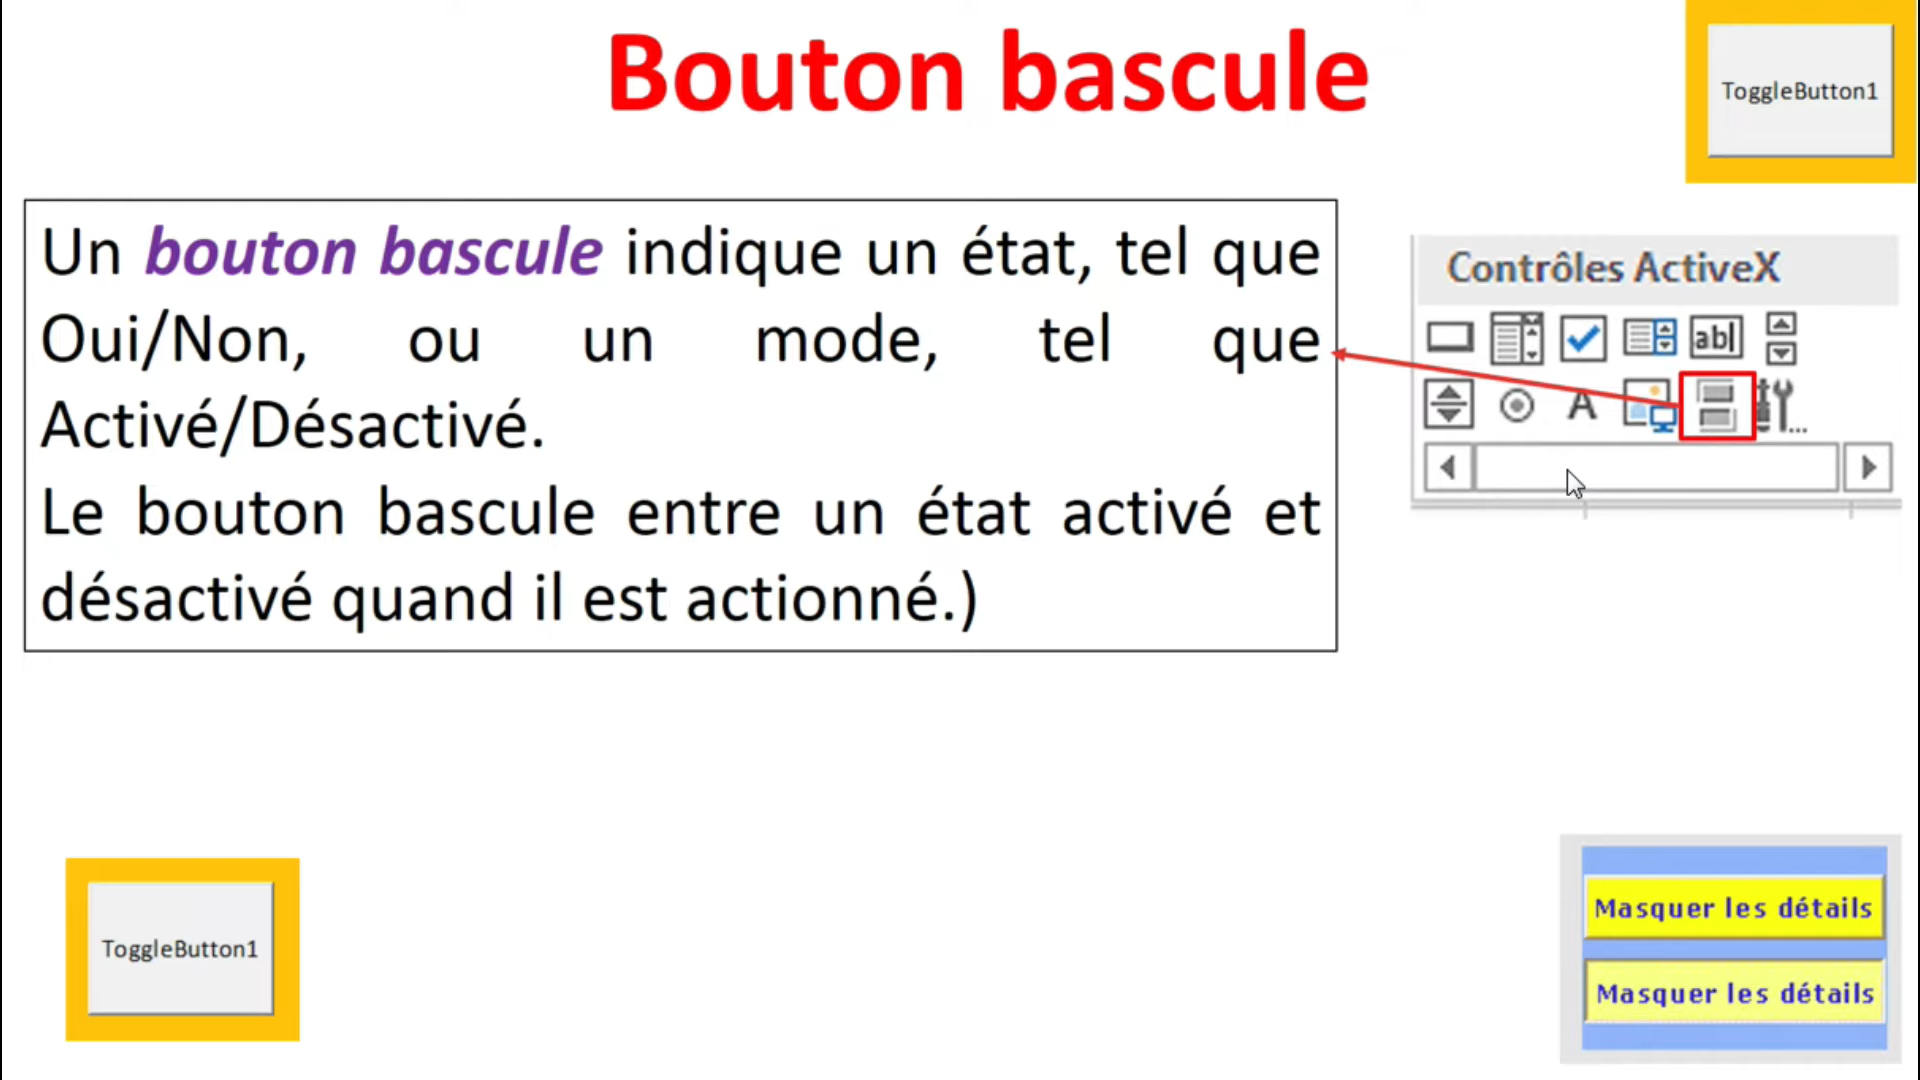 Bouton bascule
ToggleButton1
Un bouton bascule indique un état, tel que
Oui/Non, ou un mode, tel que
Activé/Désactivé.
Le bouton bascule entre un état activé et
désactivé quand il est actionné.)
Contrôles ActiveX
ab
A
ToggleButton1
Masquer les détails
Masquer les détails